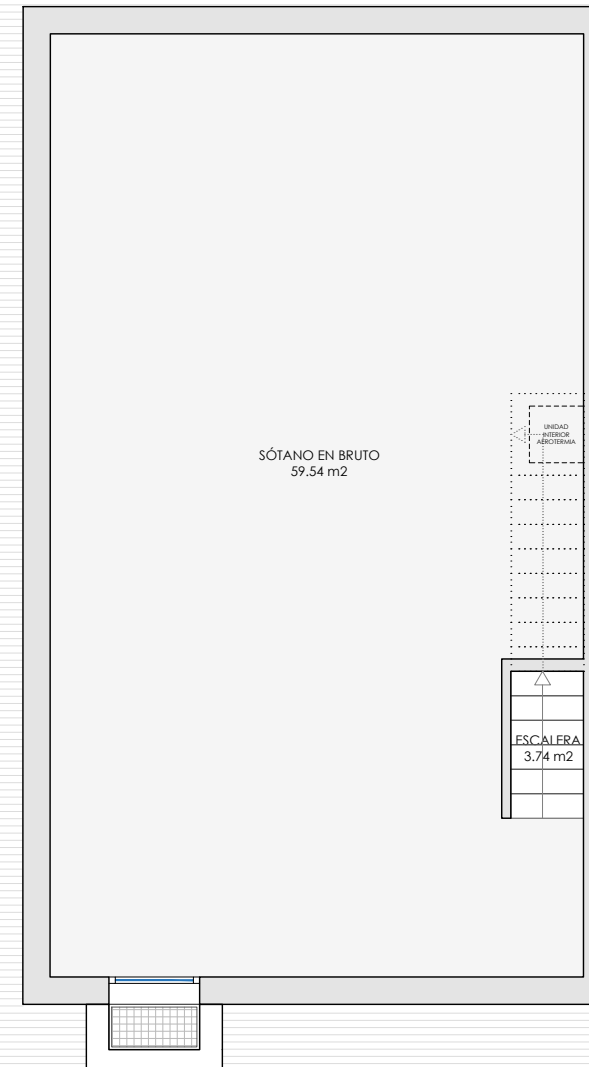 SÓTANO EN BRUTO
59.54 m2
UNIDAD
INTERIOR
AEROTERMIA
ESCALERA
3.74 m2